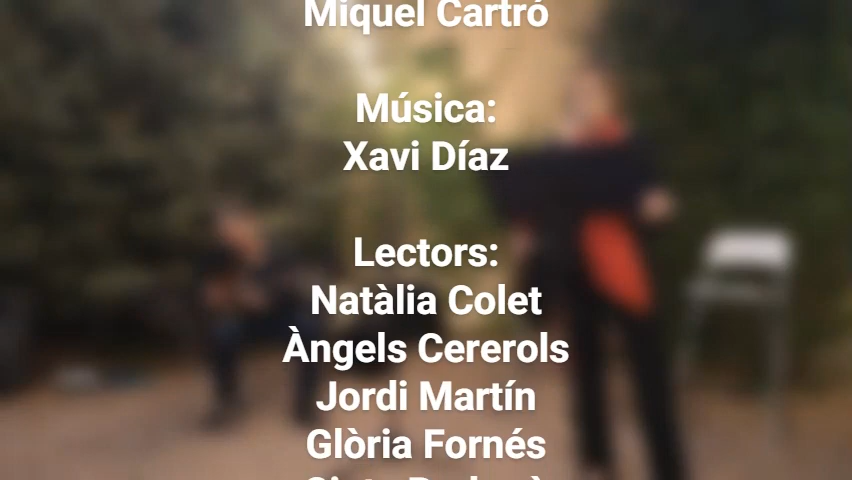 Miquel Cartró
Música:
Xavi Díaz
Lectors:
Natàlia Colet
Àngels Cererols
Jordi Martín
Glòria Fornés